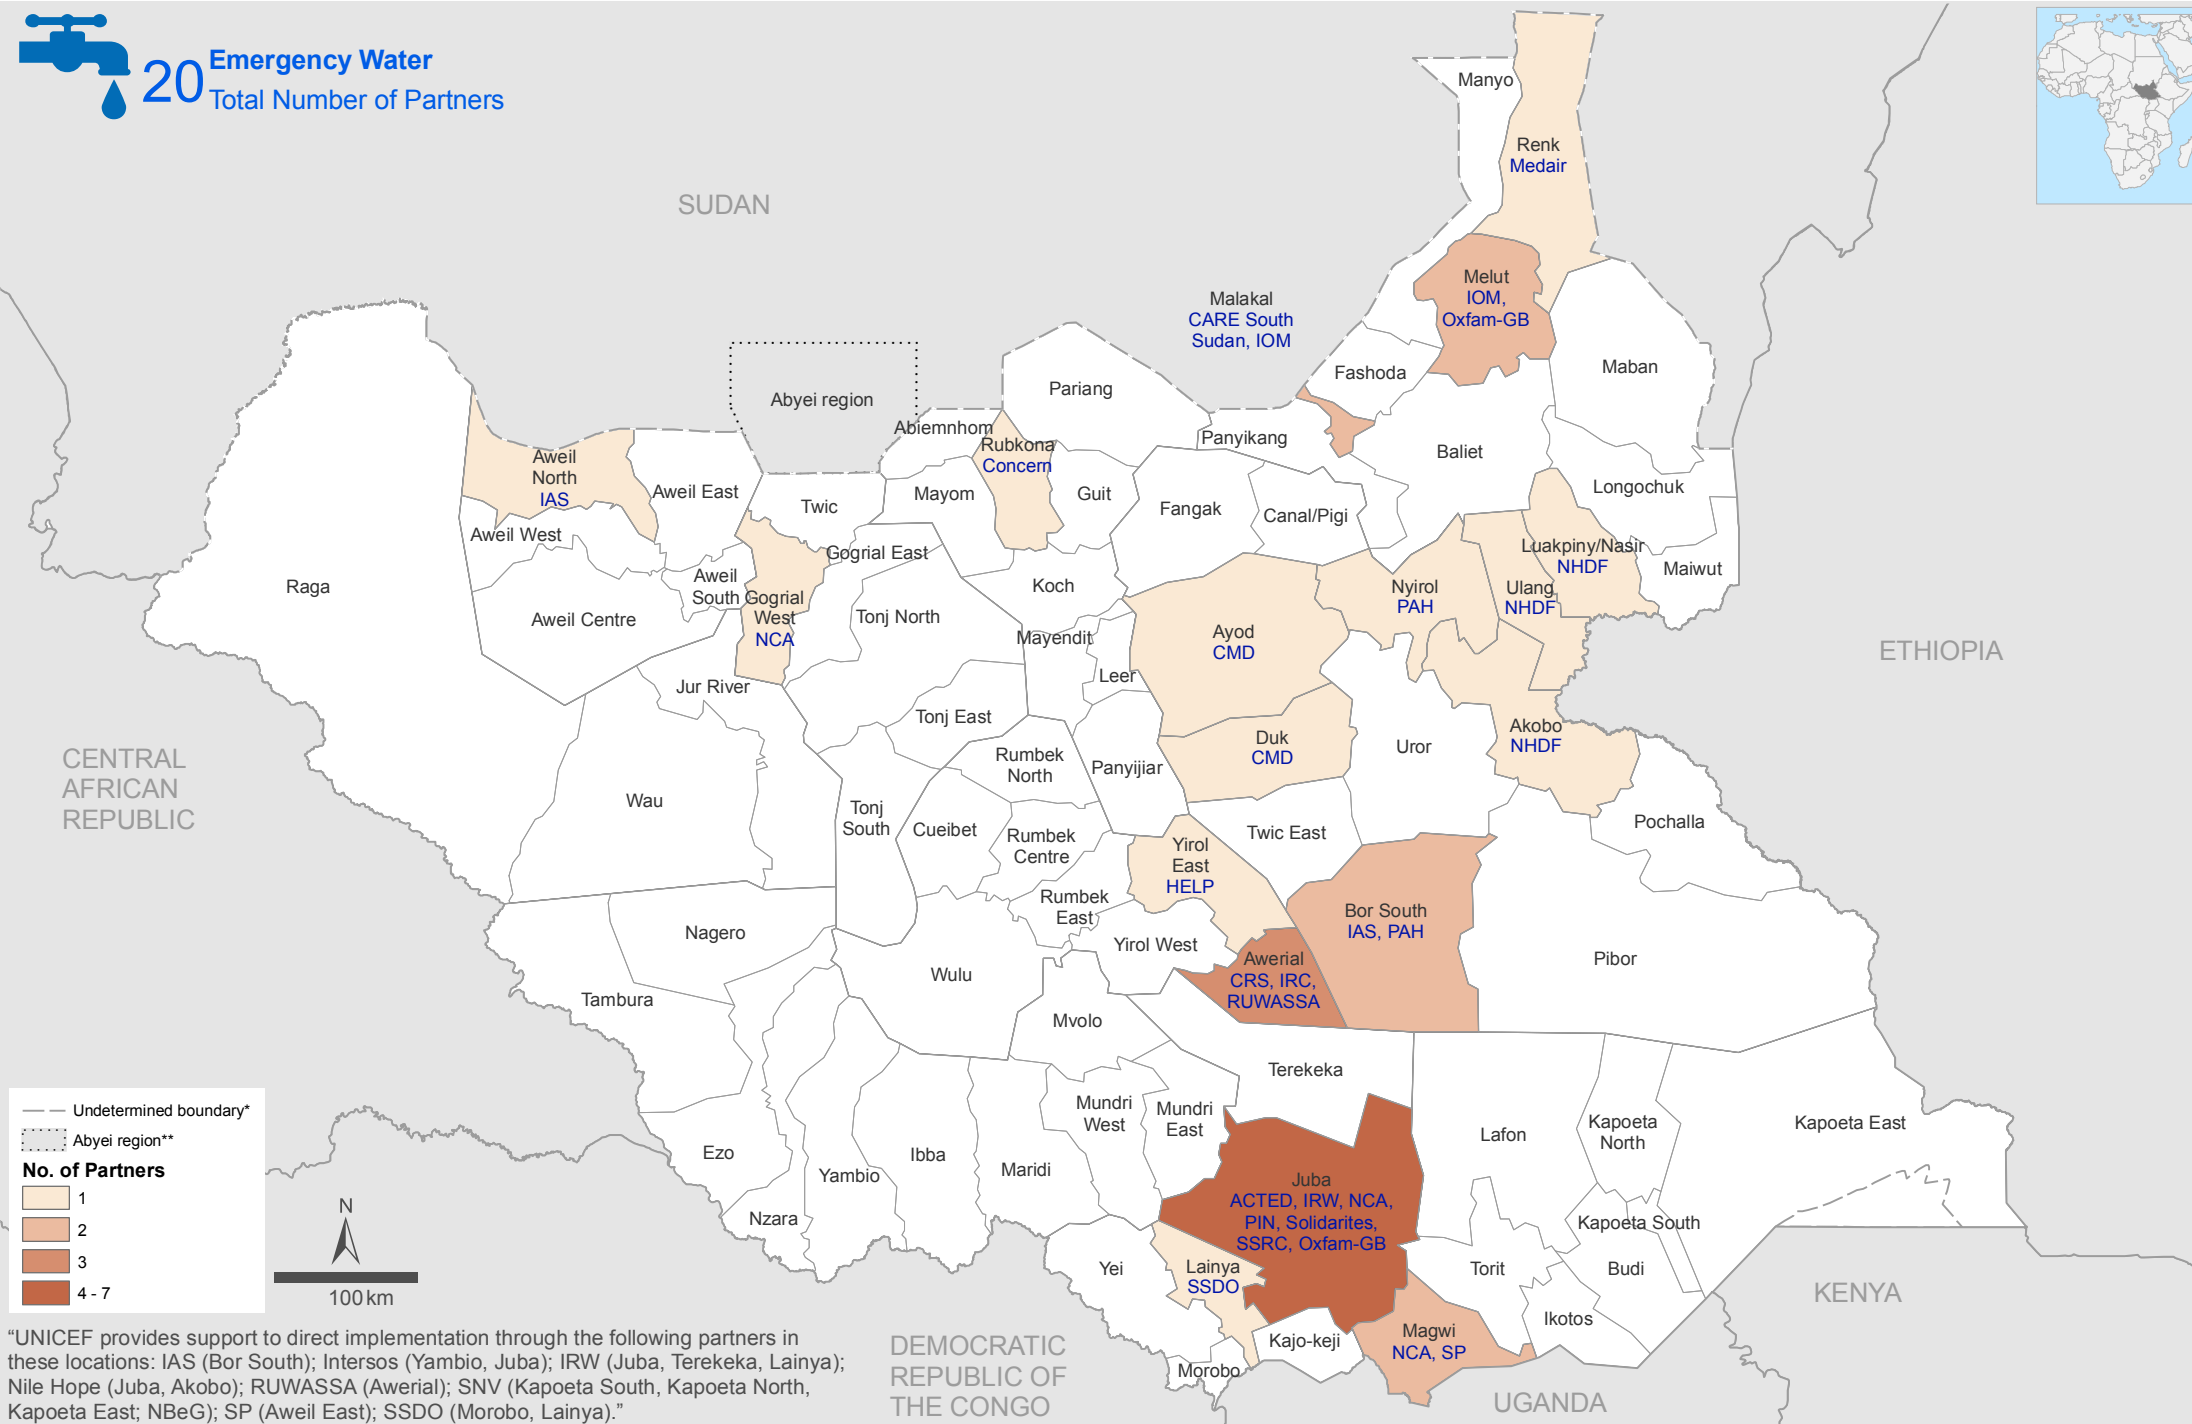 20
Emergency Water
Total Number of Partners
SUDAN
Manyo
Renk
Medair
Melut
IOM,
Oxfam-GB
Malakal
CARE South
Sudan, IOM
Fashoda
Maban
Pariang
Abyei region
Abiemnhom
Rubkona
Concern
Panyikang
Baliet
Aweil
North
IAS
Aweil East
Twic
Mayom
Guit
Fangak
Canal/Pigi
Longochuk
Aweil West
Gogrial East
Luakpiny/Nasir
NHDF
Maiwut
Raga
Aweil
South
Gogrial
West
NCA
Koch
Nyirol
PAH
Ulang
NHDF
Aweil Centre
Tonj North
Mayendit
Ayod
CMD
ETHIOPIA
Leer
Jur River
Tonj East
Duk
CMD
Uror
Akobo
NHDF
CENTRAL
AFRICAN
REPUBLIC
Rumbek
North
Panyijiar
Wau
Tonj
South
Cueibet
Rumbek
Centre
Twic East
Pochalla
Yirol
East
HELP
Rumbek
East
Bor South
IAS, PAH
Nagero
Yirol West
Wulu
Awerial
CRS, IRC,
RUWASSA
Pibor
Tambura
Mvolo
Terekeka
Mundri
West
Mundri
East
Lafon
Kapoeta
North
Kapoeta East
Ezo
Ibba
Maridi
Yambio
Juba
ACTED, IRW, NCA,
PIN, Solidarites,
SSRC, Oxfam-GB
Nzara
Kapoeta South
Yei
Lainya
SSDO
Torit
Budi
KENYA
Ikotos
Kajo-keji
Magwi
NCA, SP
Morobo
DEMOCRATIC
REPUBLIC OF
THE CONGO
UGANDA
Undetermined boundary*
Abyei region**
No. of Partners
1
2
3
4 - 7
N
100 km
“UNICEF provides support to direct implementation through the following partners in
these locations: IAS (Bor South); Intersos (Yambio, Juba); IRW (Juba, Terekeka, Lainya);
Nile Hope (Juba, Akobo); RUWASSA (Awerial); SNV (Kapoeta South, Kapoeta North,
Kapoeta East; NBeG); SP (Aweil East); SSDO (Morobo, Lainya).”